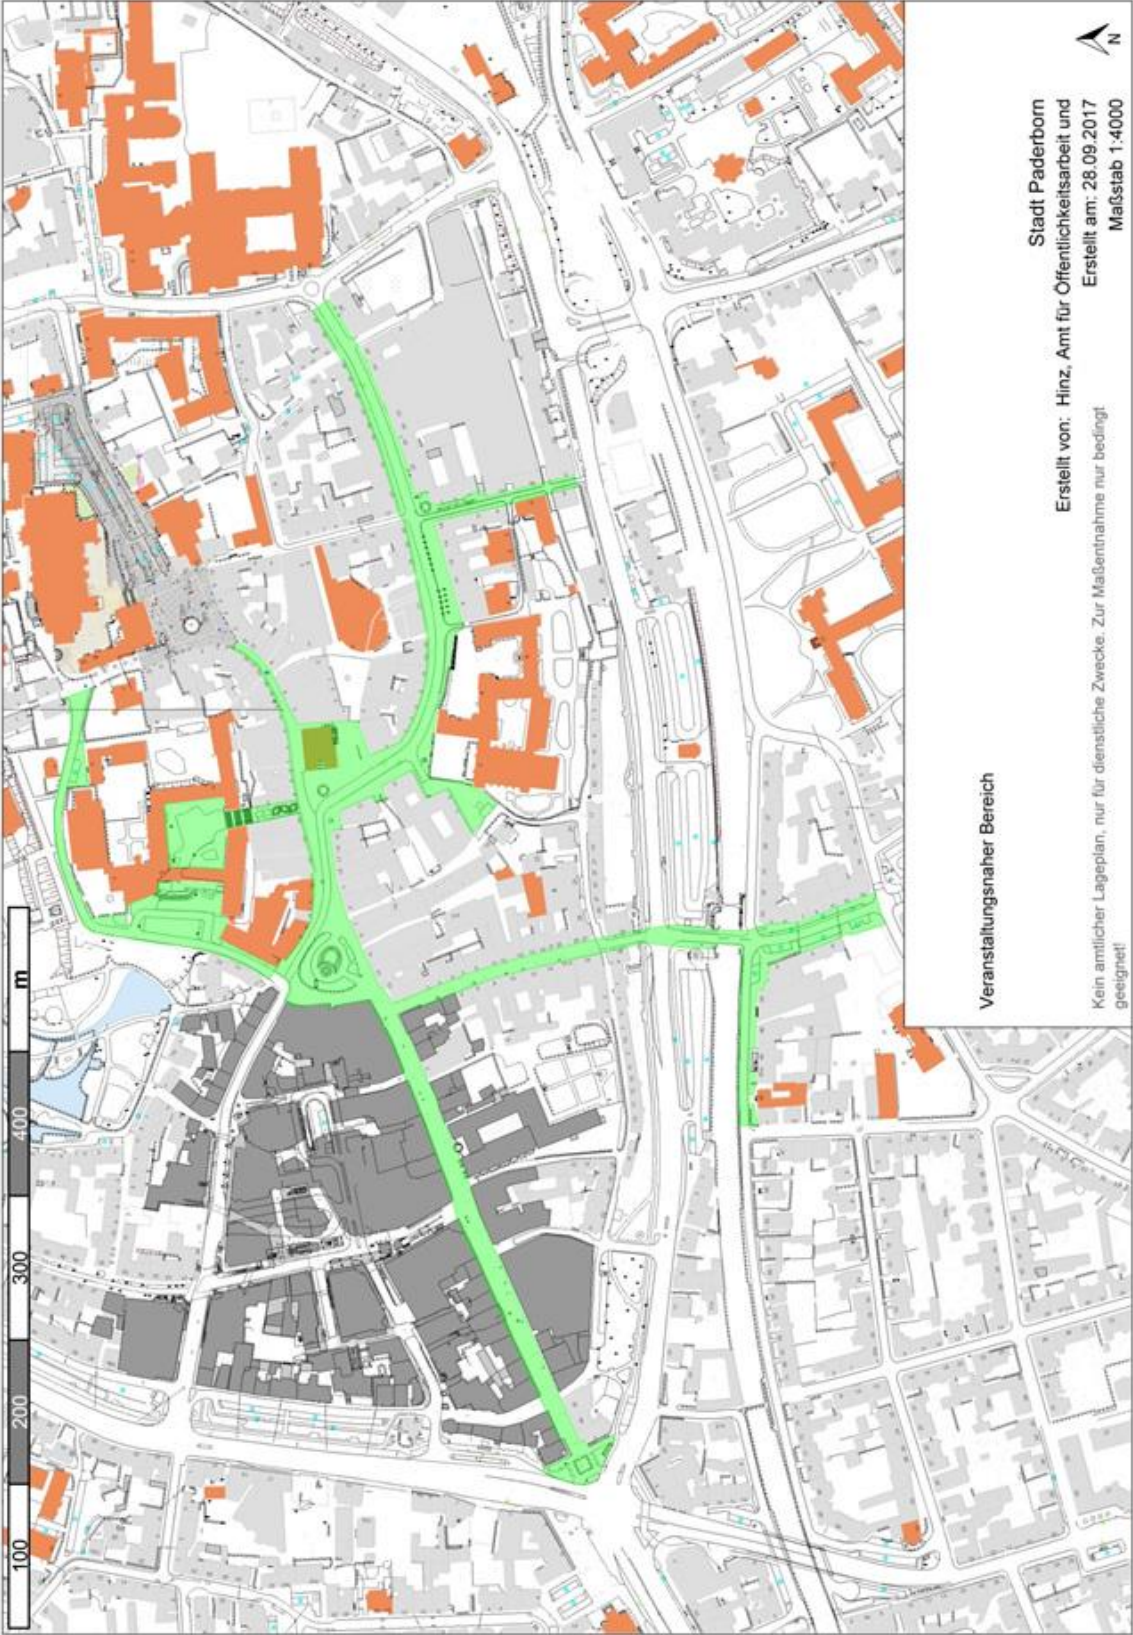 Stadt Paderborn
Erstellt von: Hinz, Amt für Öffentlichkeitsarbeit und
Erstellt am: 28.09.2017
Maßstab 1:4000
N
Veranstaltungsnaher Bereich
Kein amtlicher Lageplan, nur für dienstliche Zwecke. Zur Maßentnahme nur bedingt
geeignet!
100 200 300 400 m